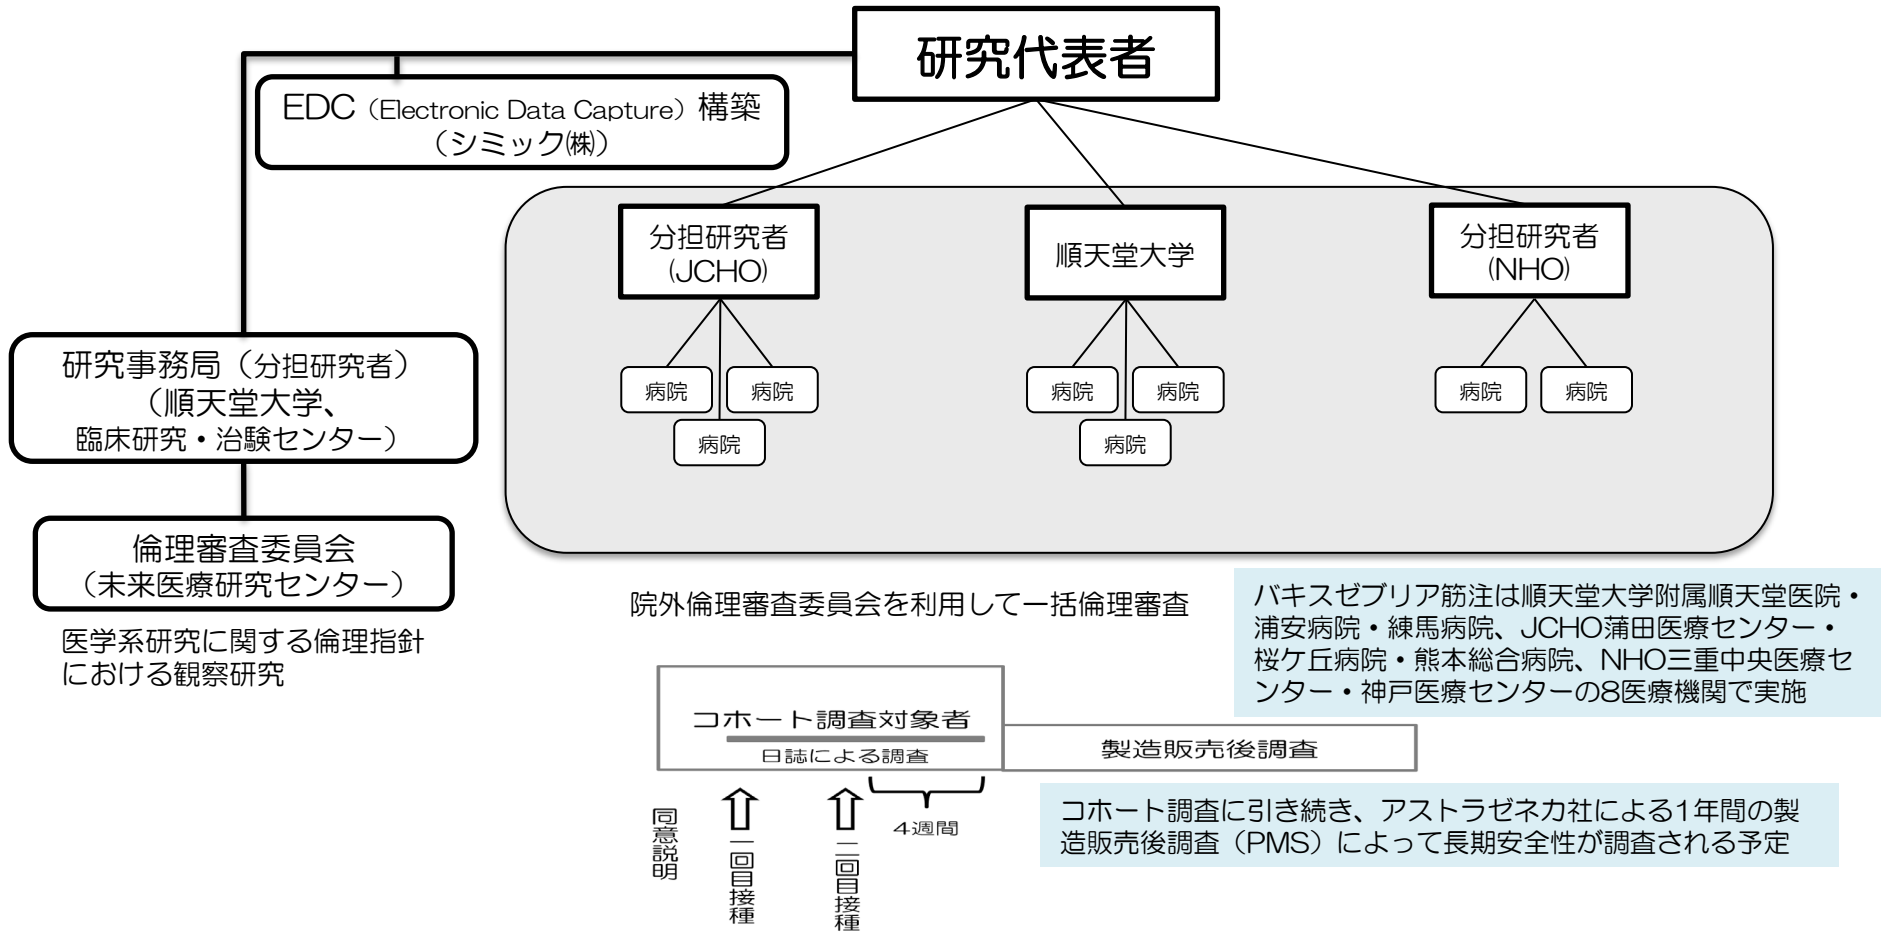 研究代表者
EDC（Electronic Data Capture）構築
（シミック㈱）
分担研究者
(JCHO)
順天堂大学
分担研究者
(NHO)
病院
病院
病院
病院
病院
病院
病院
病院
研究事務局（分担研究者）
（順天堂大学、
臨床研究・治験センター）
倫理審査委員会
（未来医療研究センター）
医学系研究に関する倫理指針
における観察研究
院外倫理審査委員会を利用して一括倫理審査
バキスゼブリア筋注は順天堂大学附属順天堂医院・
浦安病院・練馬病院、JCHO蒲田医療センター・
桜ケ丘病院・熊本総合病院、NHO三重中央医療セ
ンター・神戸医療センターの8医療機関で実施
コホート調査対象者
日誌による調査
製造販売後調査
同意説明
一回目接種
二回目接種
4週間
コホート調査に引き続き、アストラゼネカ社による1年間の製
造販売後調査（PMS）によって長期安全性が調査される予定